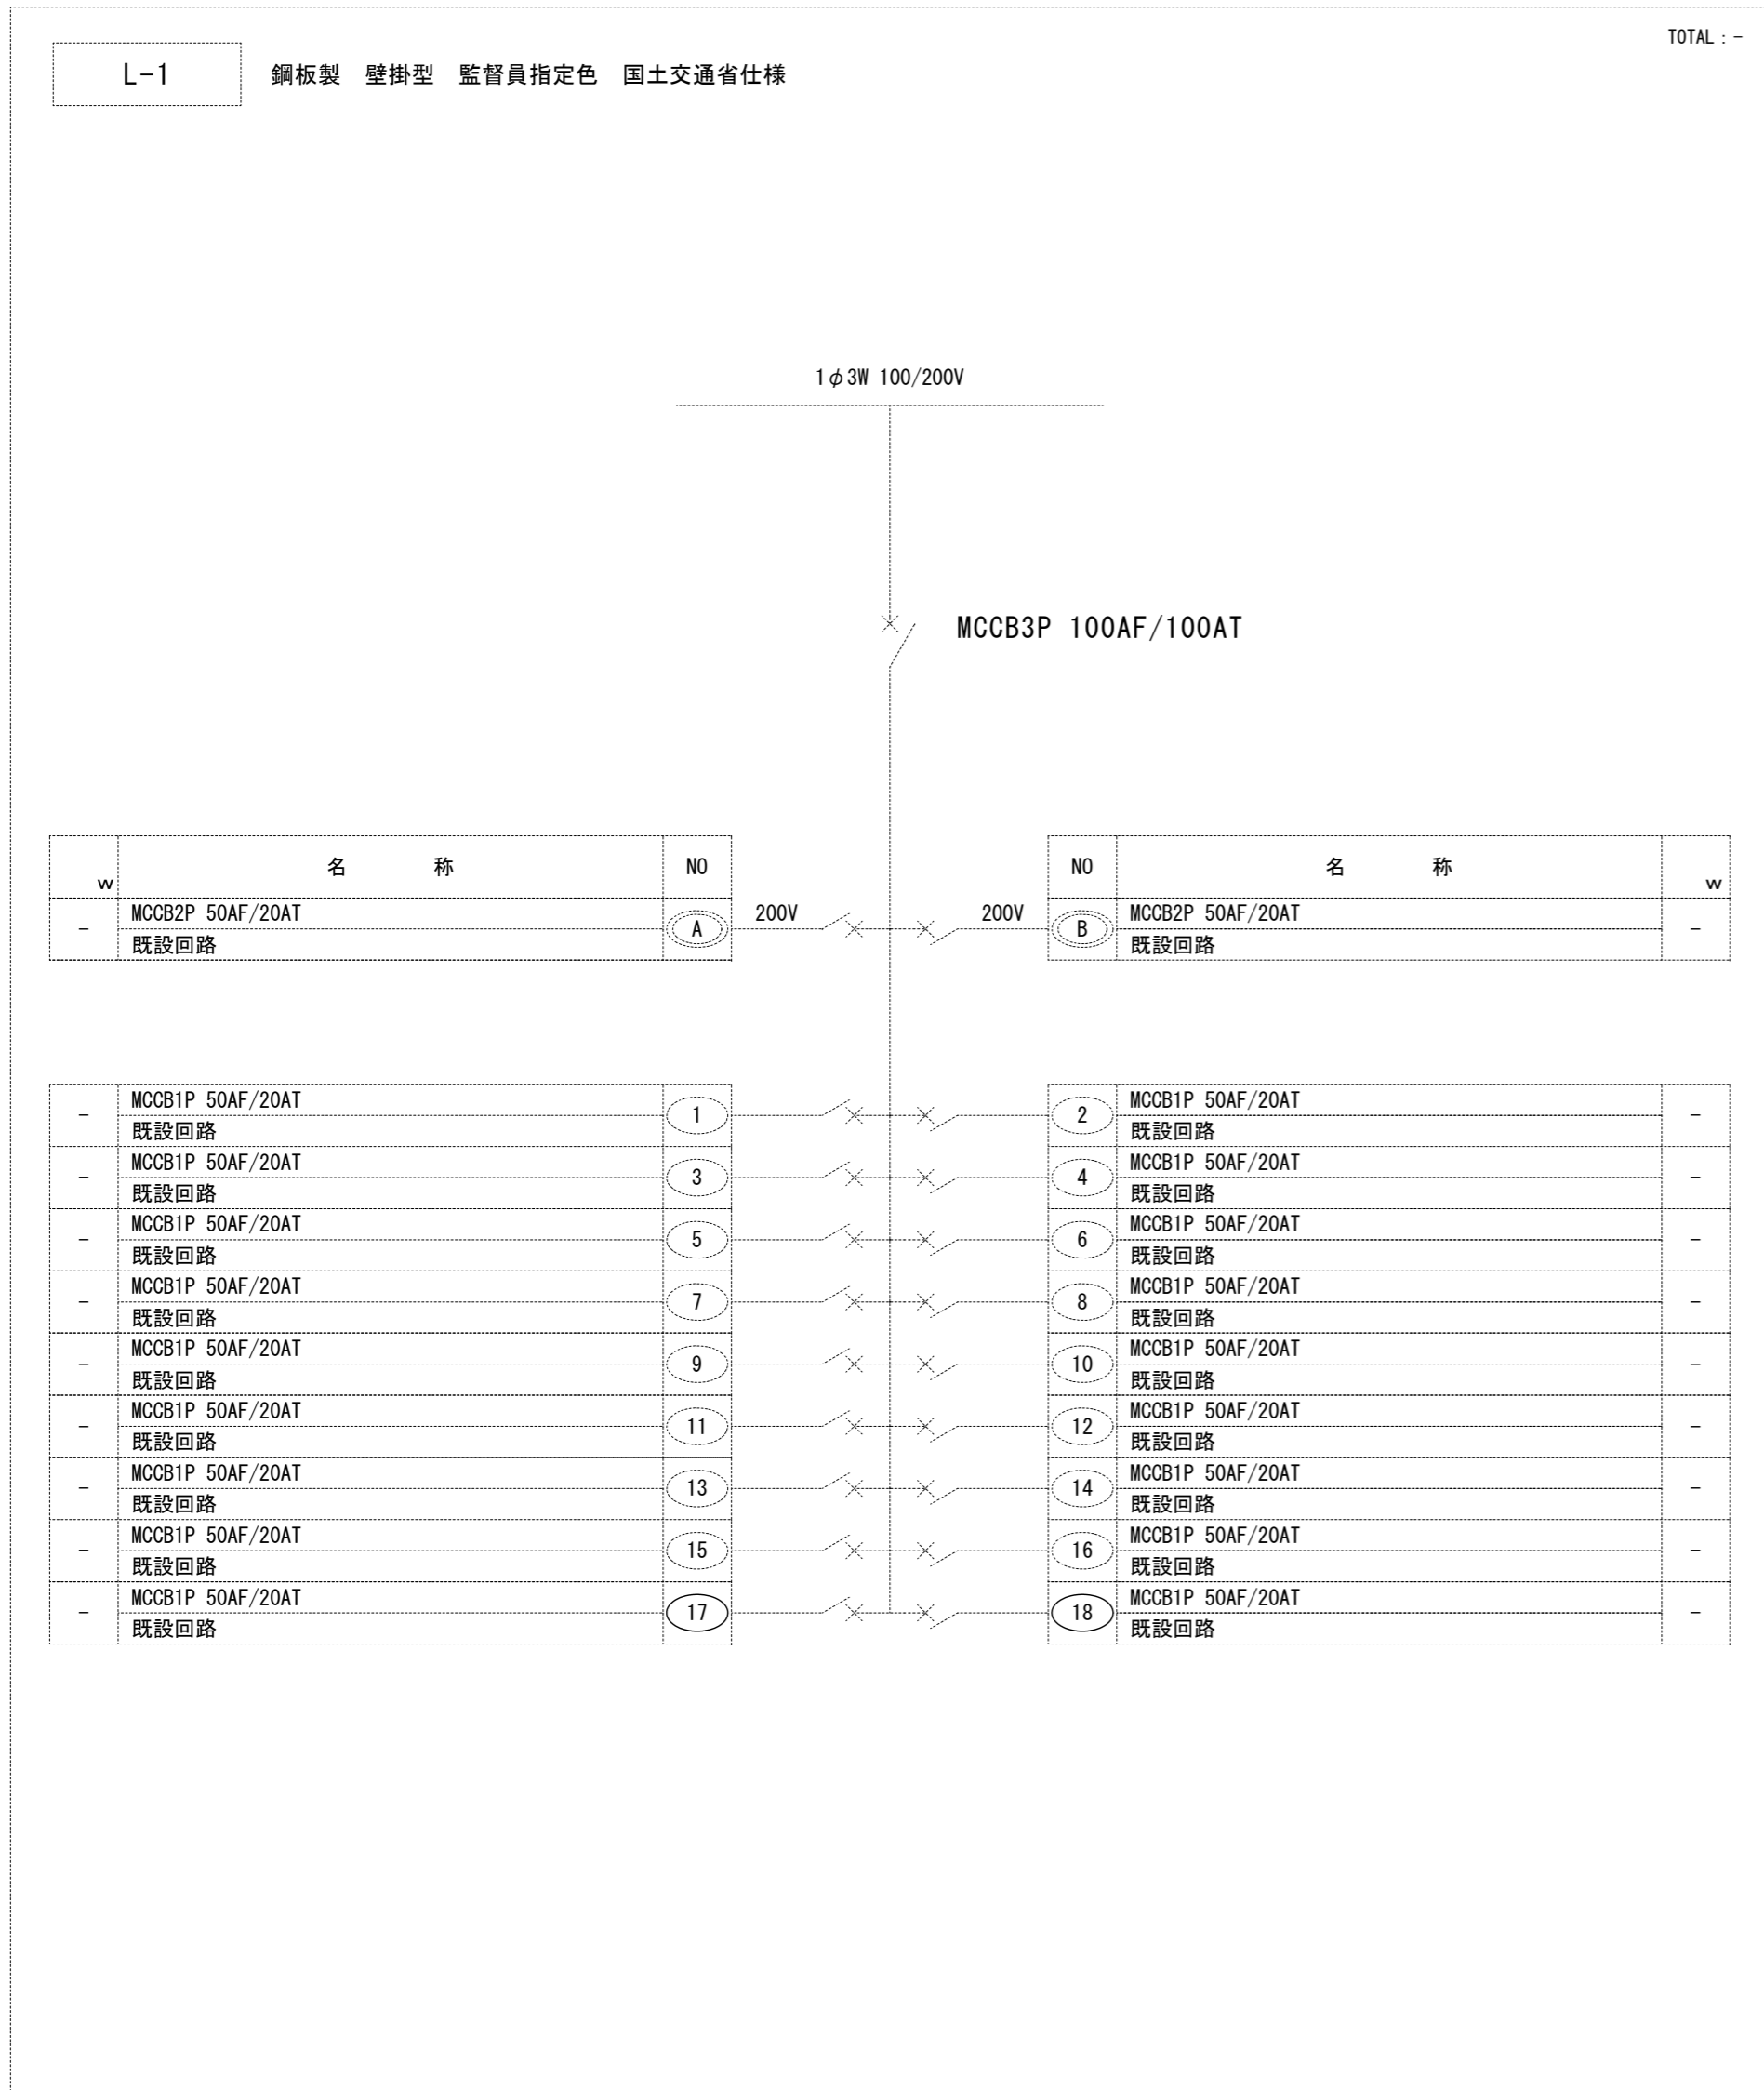 TOTAL：-
L-1　鋼板製　壁掛型　監督員指定色　国土交通省仕様
1φ3W 100/200V
MCCB3P 100AF/100AT
W　名　称　NO　NO　名　称　W
- MCCB2P 50AF/20AT A 200V 200V B MCCB2P 50AF/20AT -
既設回路 既設回路
- MCCB1P 50AF/20AT 1 2 MCCB1P 50AF/20AT -
既設回路 既設回路
- MCCB1P 50AF/20AT 3 4 MCCB1P 50AF/20AT -
既設回路 既設回路
- MCCB1P 50AF/20AT 5 6 MCCB1P 50AF/20AT -
既設回路 既設回路
- MCCB1P 50AF/20AT 7 8 MCCB1P 50AF/20AT -
既設回路 既設回路
- MCCB1P 50AF/20AT 9 10 MCCB1P 50AF/20AT -
既設回路 既設回路
- MCCB1P 50AF/20AT 11 12 MCCB1P 50AF/20AT -
既設回路 既設回路
- MCCB1P 50AF/20AT 13 14 MCCB1P 50AF/20AT -
既設回路 既設回路
- MCCB1P 50AF/20AT 15 16 MCCB1P 50AF/20AT -
既設回路 既設回路
- MCCB1P 50AF/20AT 17 18 MCCB1P 50AF/20AT -
既設回路 既設回路